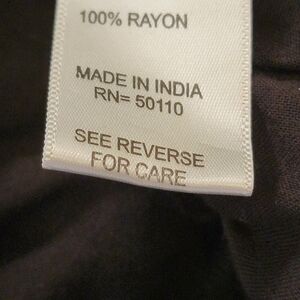 100% RAYON
MADE IN INDIA
RN= 50110
SEE REVERSE
FOR CARE